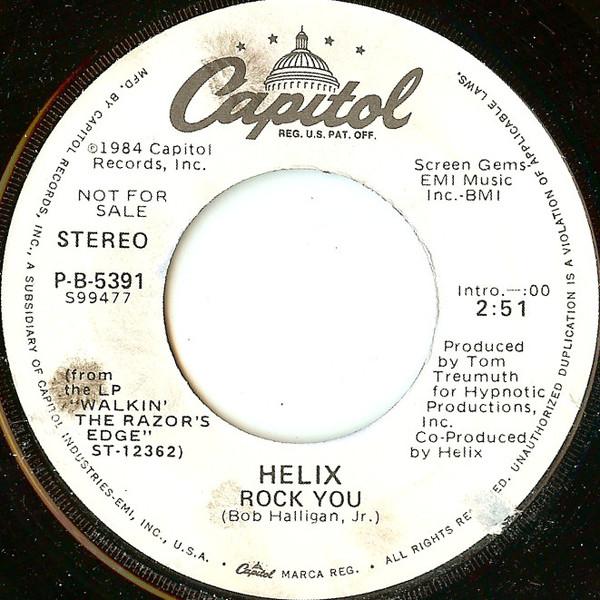 Capitol
REG. U.S. PAT. OFF.
℗1984 Capitol
Records, Inc.
NOT FOR
SALE
STEREO
P-B-5391
S99477
(from
the LP
"WALKIN'
THE RAZOR'S
EDGE"
ST-12362)
Screen Gems-
EMI Music
Inc.-BMI
Intro.—:00
2:51
Produced
by Tom
Treumuth
for Hypnotic
Productions,
Inc.
Co-Produced
by Helix
HELIX
ROCK YOU
(Bob Halligan, Jr.)
MFD. BY CAPITOL RECORDS, INC., A SUBSIDIARY OF CAPITOL INDUSTRIES-EMI, INC., U.S.A. • Capitol MARCA REG. • ALL RIGHTS RE ED. UNAUTHORIZED DUPLICATION IS A VIOLATION OF APPLICABLE LAWS.